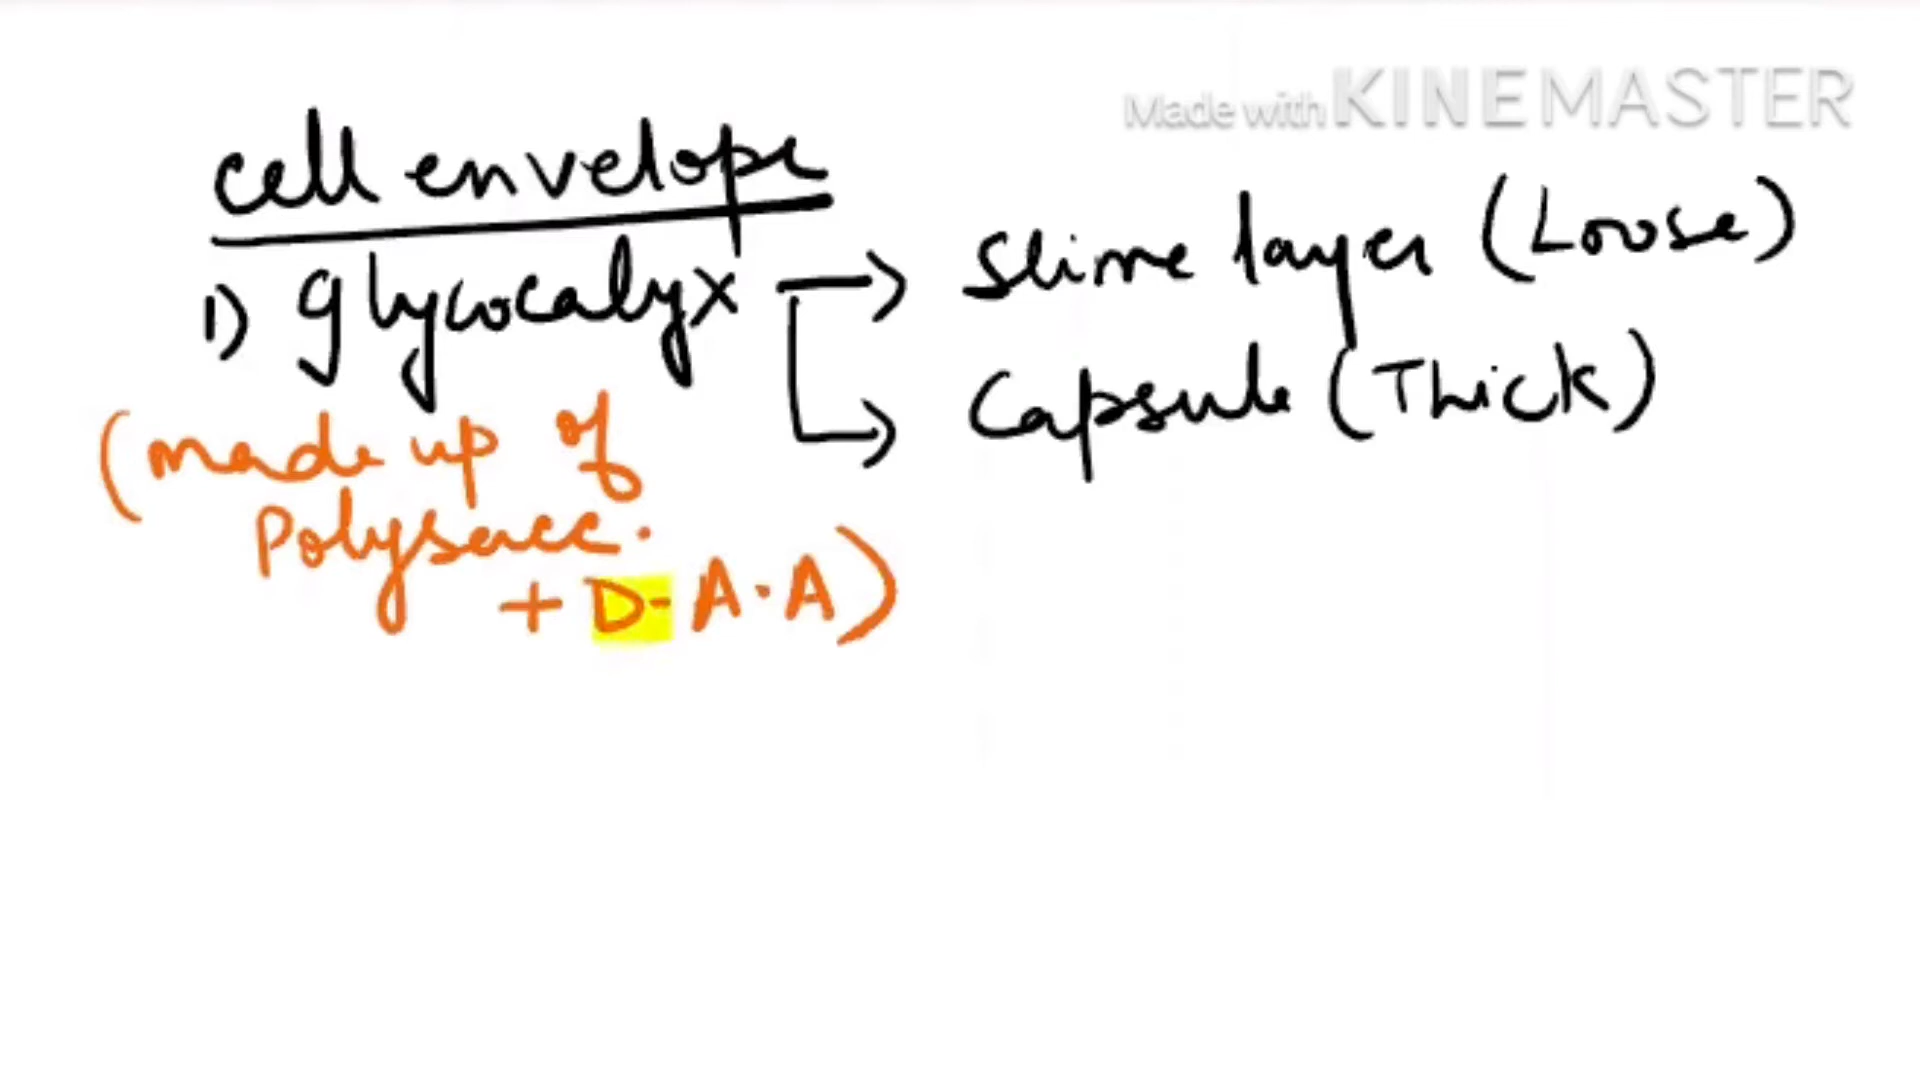 Made with KINEMASTER
cell envelope
1) glycocalyx → Slime layer (Loose)
→ Capsule (Thick)
(made up of
Polysacc.
+ D- A.A)